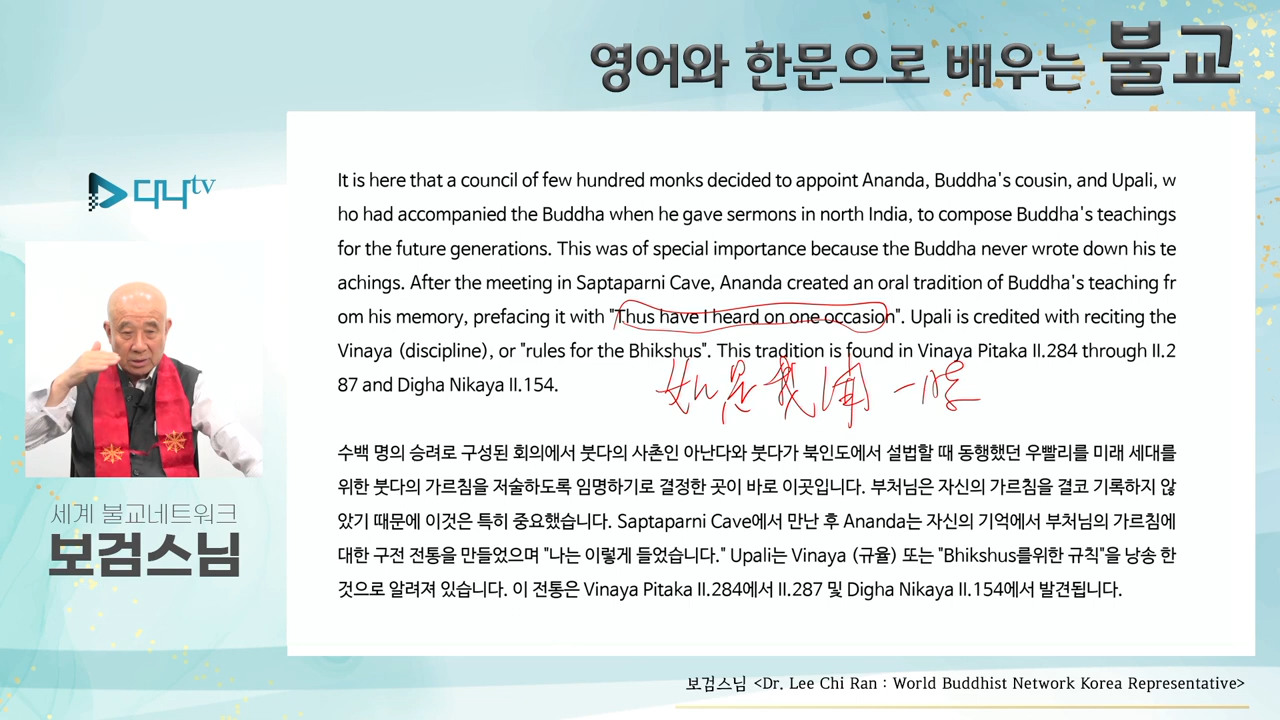 영어와 한문으로 배우는 불교
디나tv
It is here that a council of few hundred monks decided to appoint Ananda, Buddha's cousin, and Upali, w
ho had accompanied the Buddha when he gave sermons in north India, to compose Buddha's teachings
for the future generations. This was of special importance because the Buddha never wrote down his te
achings. After the meeting in Saptaparni Cave, Ananda created an oral tradition of Buddha's teaching fr
om his memory, prefacing it with "Thus have I heard on one occasion". Upali is credited with reciting the
Vinaya (discipline), or "rules for the Bhikshus". This tradition is found in Vinaya Pitaka II.284 through II.2
87 and Digha Nikaya II.154.
如是我聞 一時
수백 명의 승려로 구성된 회의에서 붓다의 사촌인 아난다와 붓다가 북인도에서 설법할 때 동행했던 우빨리를 미래 세대를
위한 붓다의 가르침을 저술하도록 임명하기로 결정한 곳이 바로 이곳입니다. 부처님은 자신의 가르침을 결코 기록하지 않
았기 때문에 이것은 특히 중요했습니다. Saptaparni Cave에서 만난 후 Ananda는 자신의 기억에서 부처님의 가르침에
대한 구전 전통을 만들었으며 "나는 이렇게 들었습니다." Upali는 Vinaya (규율) 또는 "Bhikshus를위한 규칙"을 낭송 한
것으로 알려져 있습니다. 이 전통은 Vinaya Pitaka II.284에서 II.287 및 Digha Nikaya II.154에서 발견됩니다.
세계 불교네트워크
보검스님
보검스님 <Dr. Lee Chi Ran : World Buddhist Network Korea Representative>